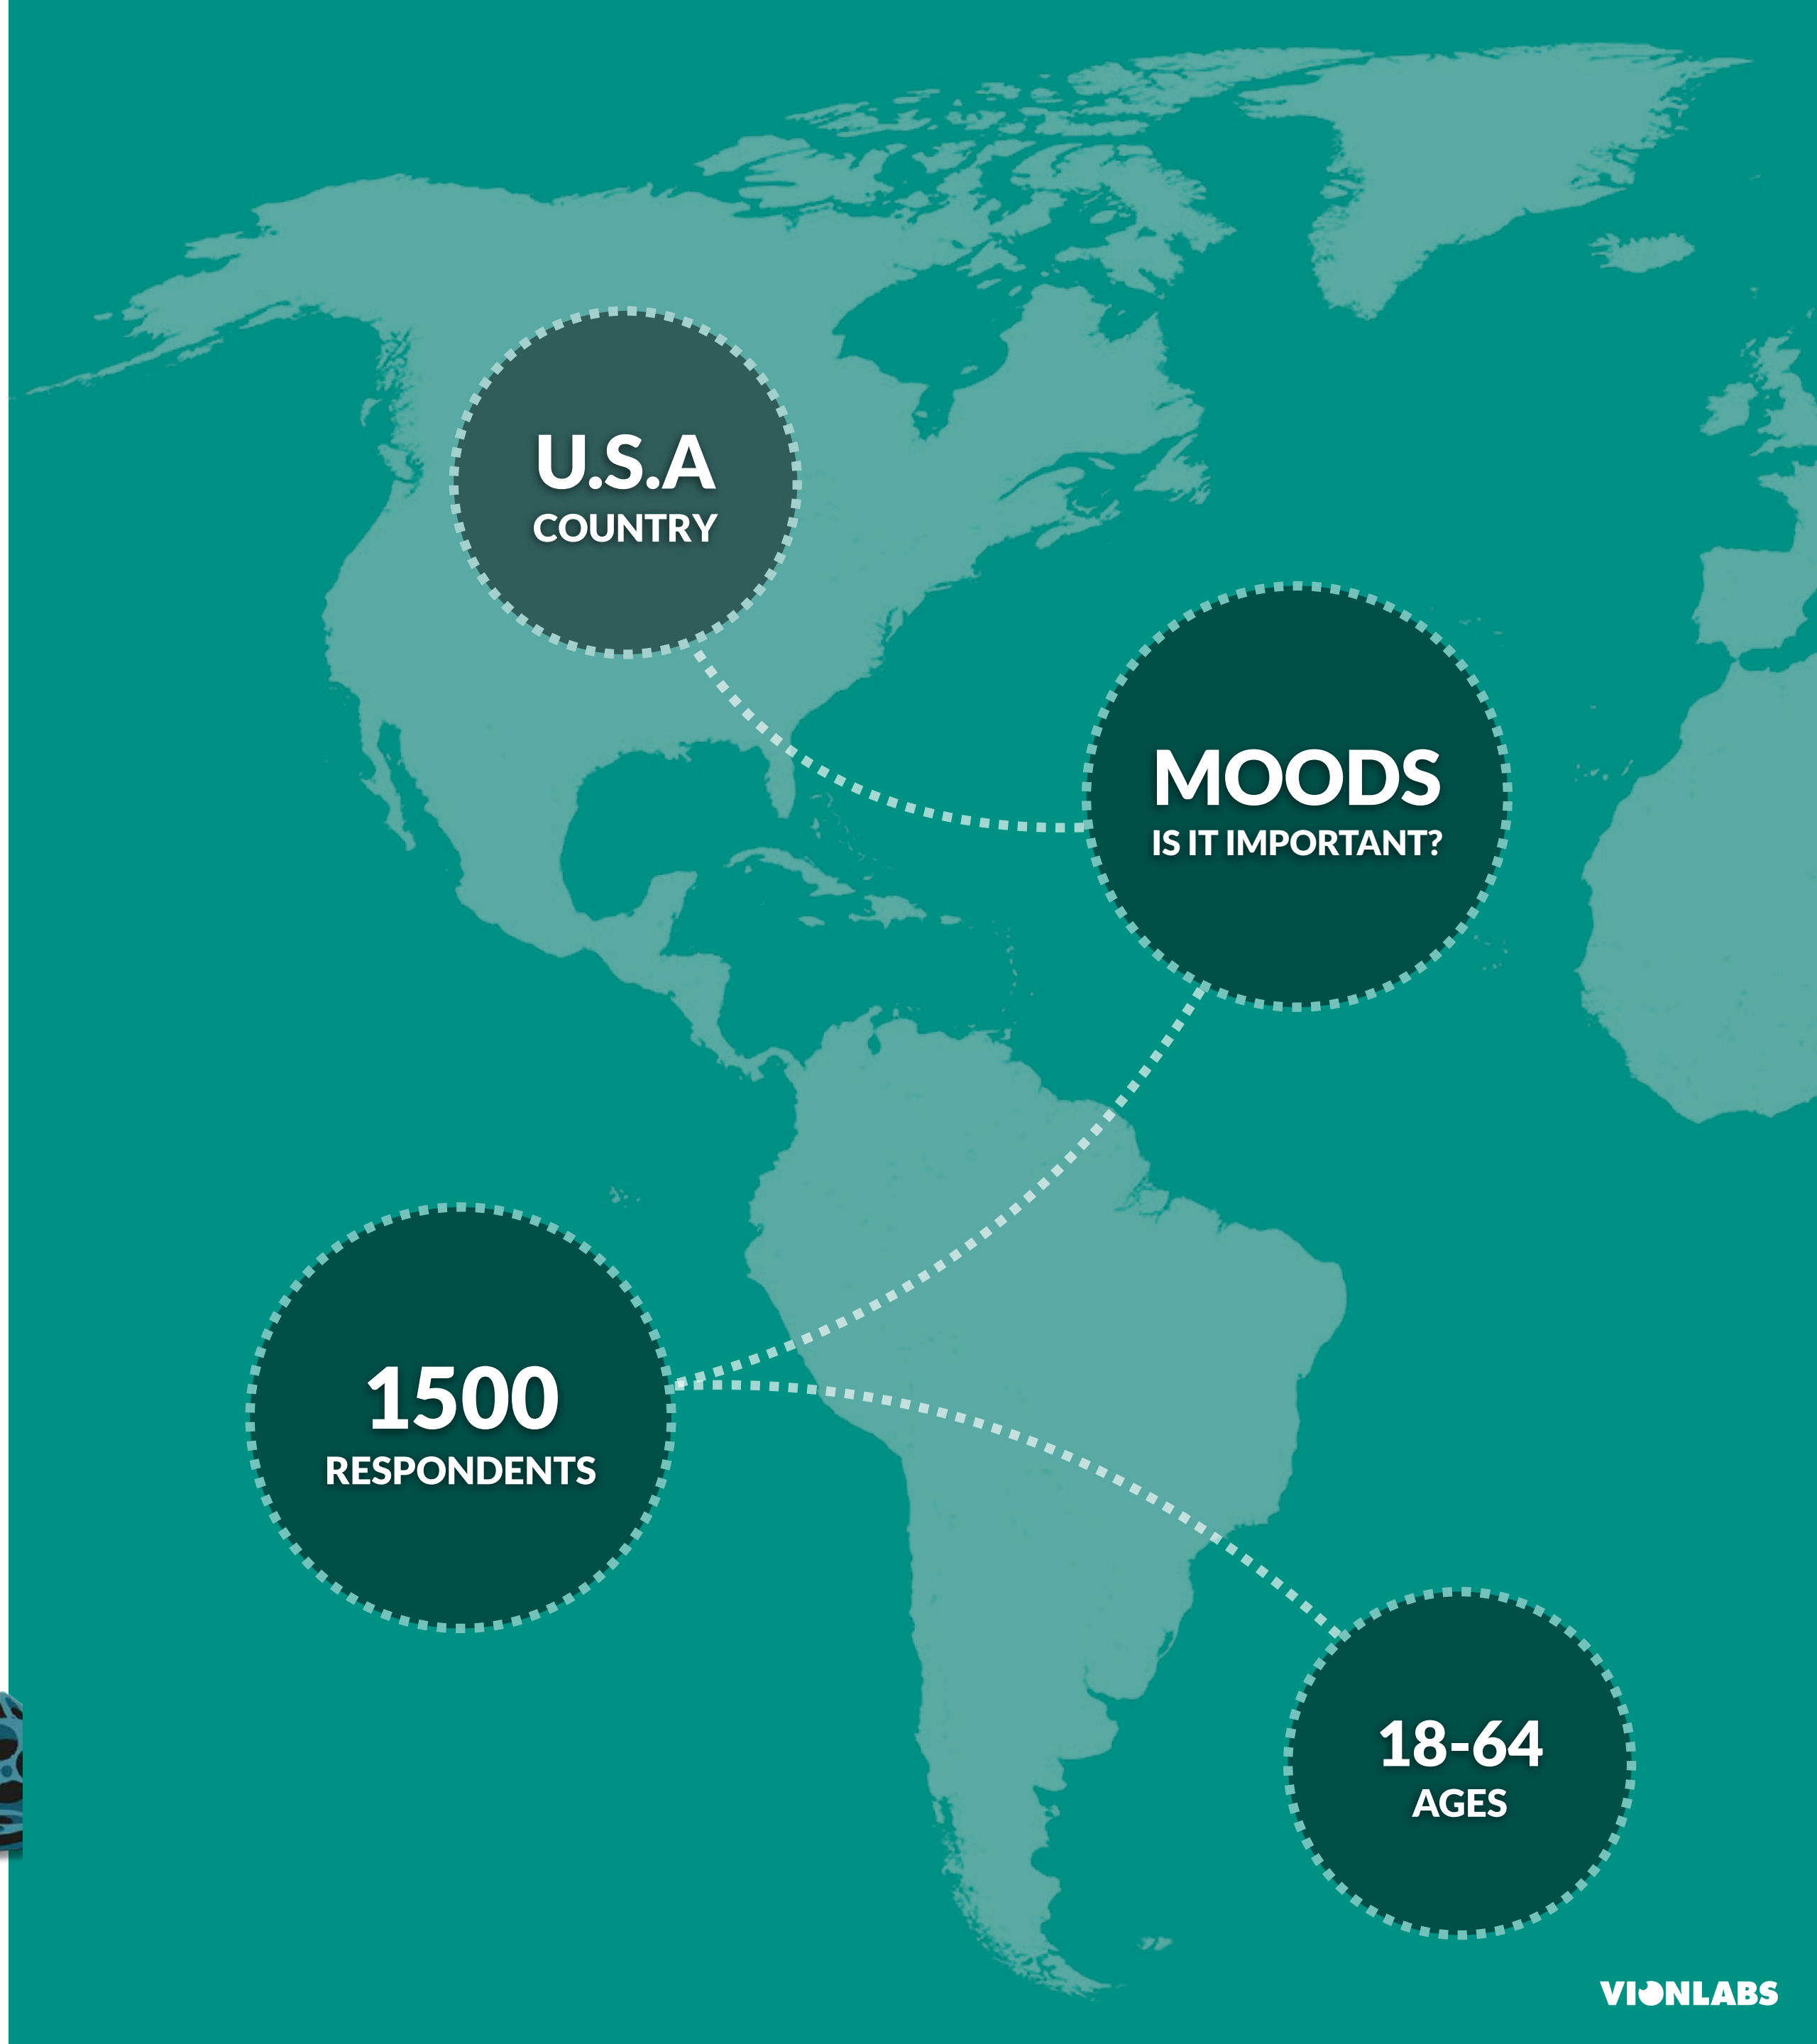 U.S.A
COUNTRY
MOODS
IS IT IMPORTANT?
1500
RESPONDENTS
18-64
AGES
VIONLABS